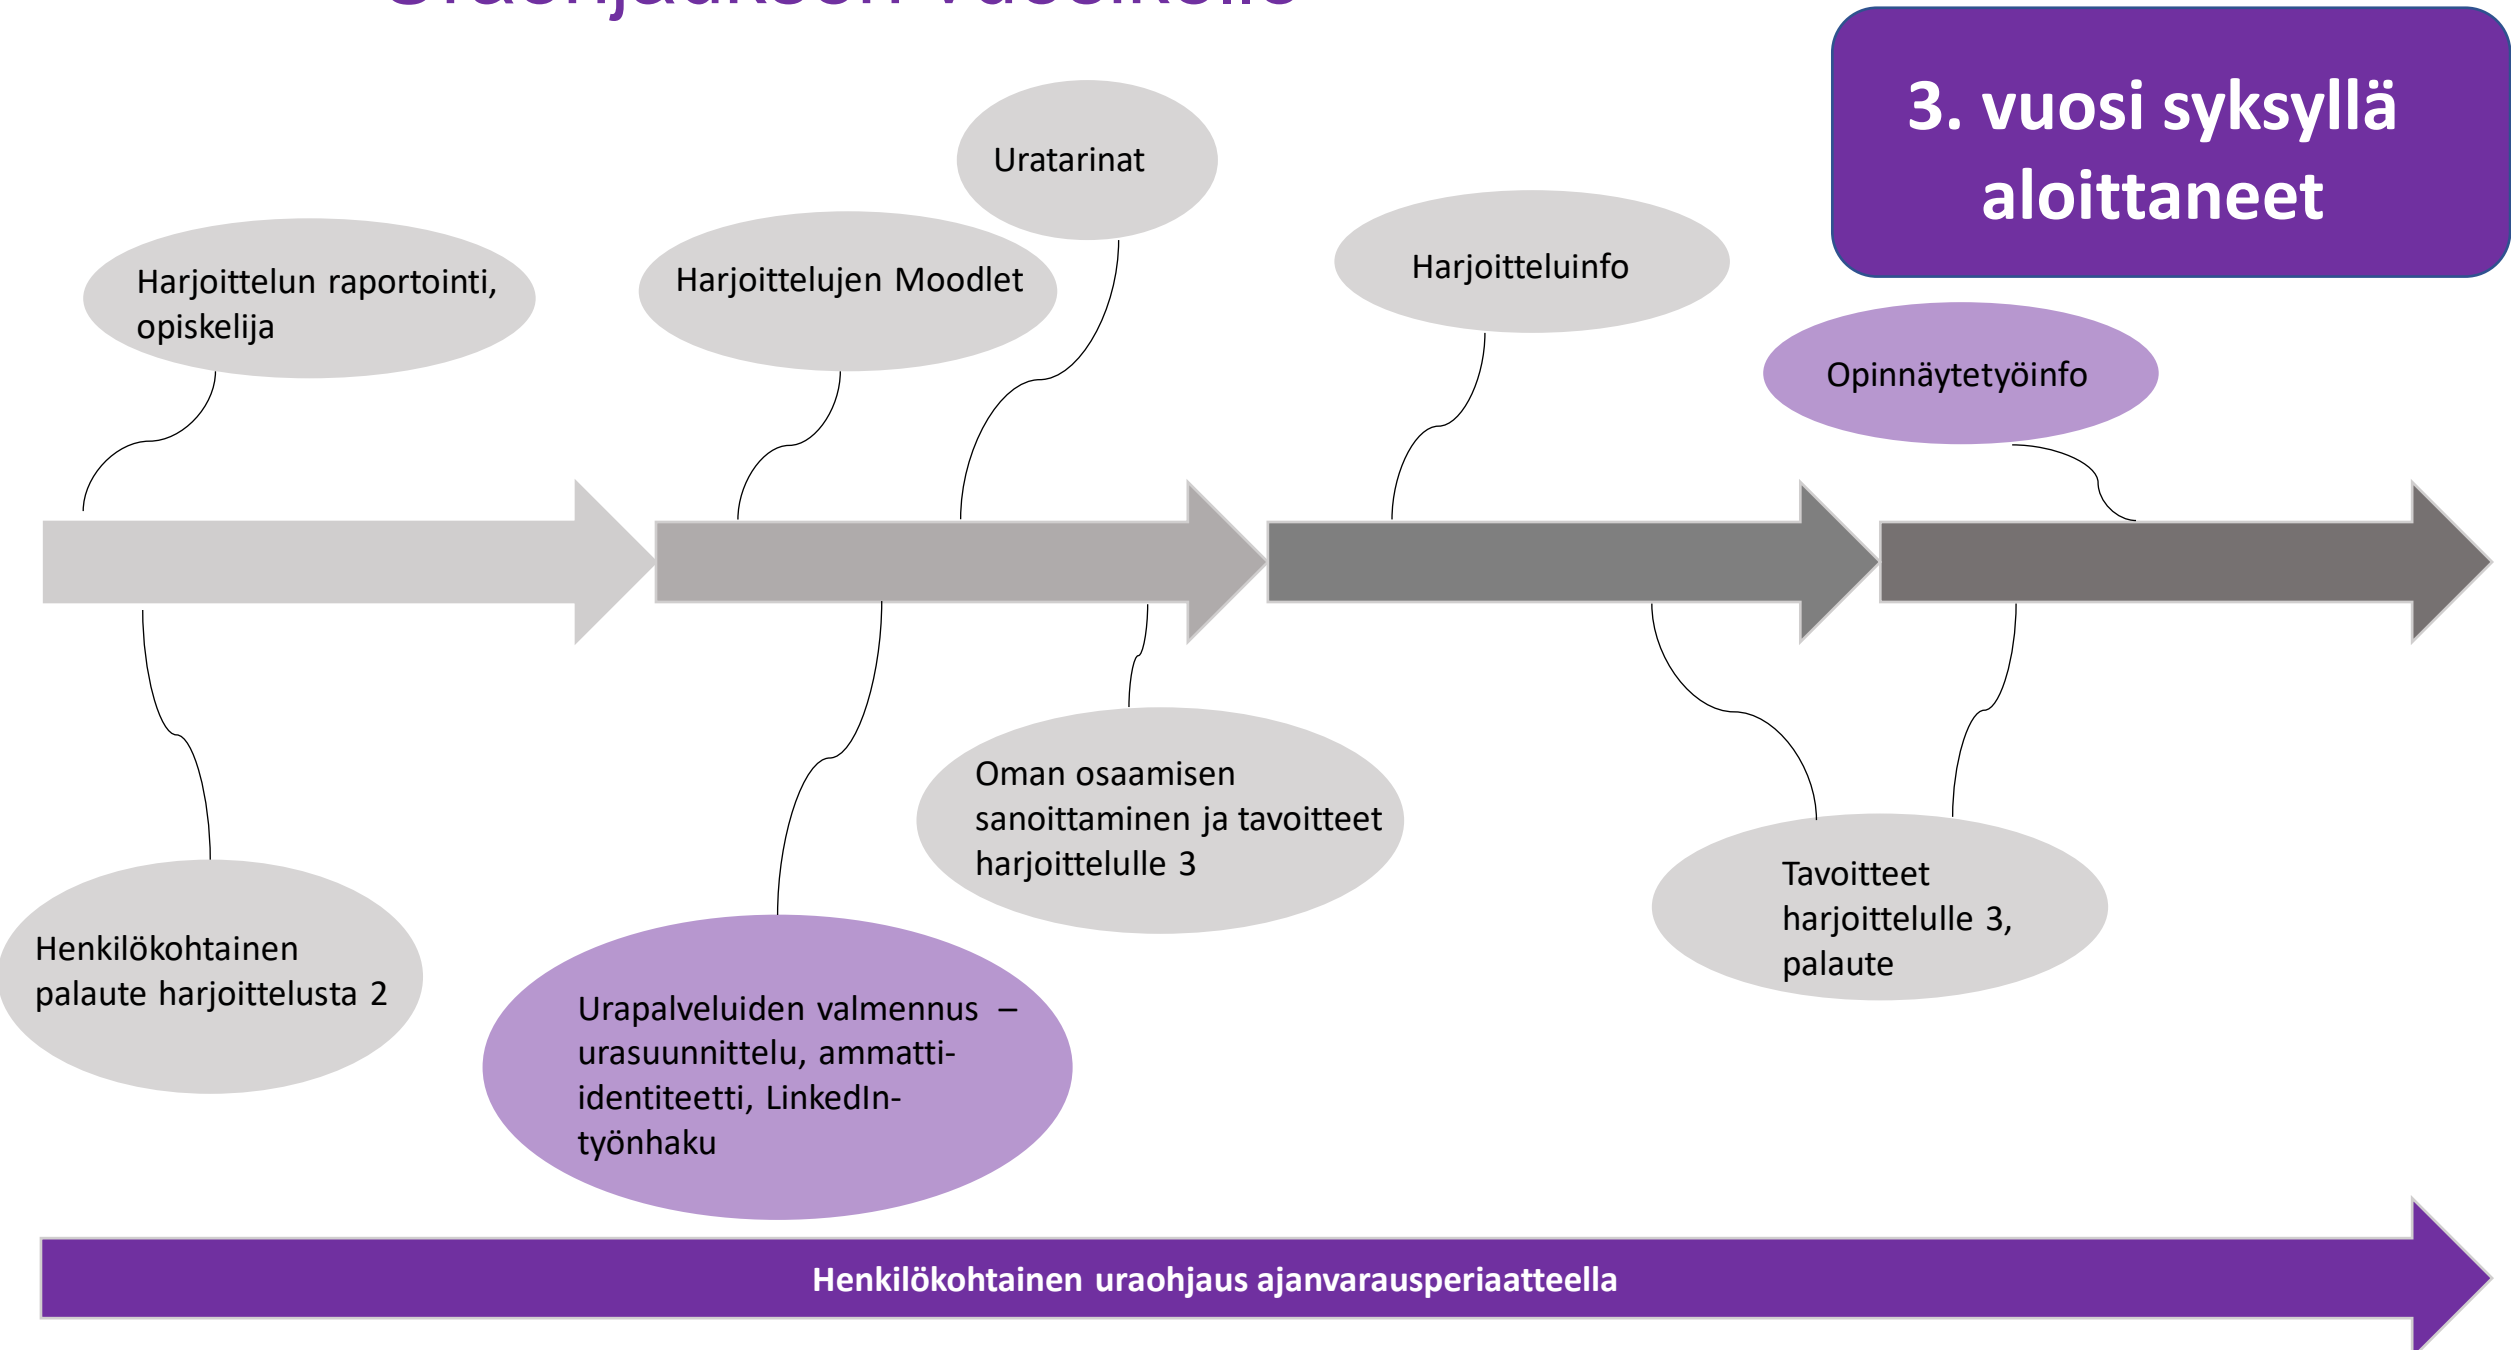 3. vuosi syksyllä
aloittaneet
Uratarinat
Harjoittelun raportointi,
opiskelija
Harjoittelujen Moodlet
Harjoitteluinfo
Opinnäytetyöinfo
Oman osaamisen
sanoittaminen ja tavoitteet
harjoittelulle 3
Tavoitteet
harjoittelulle 3,
palaute
Henkilökohtainen
palaute harjoittelusta 2
Urapalveluiden valmennus –
urasuunnittelu, ammatti-
identiteetti, LinkedIn-
työnhaku
Henkilökohtainen uraohjaus ajanvarausperiaatteella